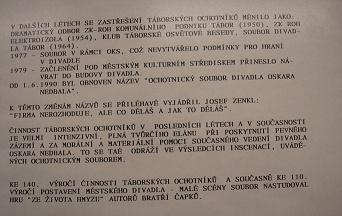 V DALŠÍCH LÉTECH SE ZASTŘEŠENÍ TÁBORSKÝCH OCHOTNÍKŮ MĚNILO JAKO
DRAMATICKÝ ODBOR ZK-ROH KOMUNÁLNÍHO PODNIKU TÁBOR (1950), ZK ROH
ELEKTROIZOLA (1954), KLUB TÁBORSKÉ OSVĚTOVÉ BESEDY, SOUBOR DIVAD-
LA TÁBOR (1964).
1977 - SOUBOR V RÁMCI OKS, COŽ NEVYTVÁŘELO PODMÍNKY PRO HRANÍ
V DIVADLE
1979 - ZAČLENĚNÍ POD MĚSTSKÝM KULTURNÍM STŘEDISKEM PŘINESLO NÁ-
VRAT DO BUDOVY DIVADLA.
OD 1.6.1990 BYL OBNOVEN NÁZEV "OCHOTNICKÝ SOUBOR DIVADLA OSKARA
NEDBALA".
K TĚMTO ZMĚNÁM NÁZVŮ SE PŘILÉHAVĚ VYJÁDŘIL JOSEF ZENKL:
"FIRMA NEROZHODUJE, ALE CO DĚLÁŠ A JAK TO DĚLÁŠ".
ČINNOST TÁBORSKÝCH OCHOTNÍKŮ V POSLEDNÍCH LÉTECH A V SOUČASNOSTI
JE VELMI INTENZIVNÍ, PLNÁ TVŮRČÍHO ELÁNU PŘI POSKYTNUTÍ PEVNÉHO
ZÁZEMÍ A ZA MORÁLNÍ A MATERIÁLNÍ POMOCI SOUČASNÉHO VEDENÍ DIVADLA
OSKARA NEDBALA. TO SE TAKÉ ODRÁŽÍ VE VÝSLEDCÍCH INSCENACÍ, UVÁDĚ-
NÝCH OCHOTNICKÝM SOUBOREM.
KE 140. VÝROČÍ ČINNOSTI TÁBORSKÝCH OCHOTNÍKŮ A SOUČASNĚ KE 110.
VÝROČÍ POSTAVENÍ MĚSTSKÉHO DIVADLA - MALÉ SCÉNY SOUBOR NASTUDOVAL
HRU "ZE ŽIVOTA HMYZU" AUTORŮ BRATŘÍ ČAPKŮ.